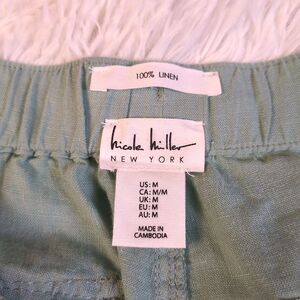 100% LINEN
Nicole Miller
NEW YORK
US: M
CA: M/M
UK: M
EU: M
AU: M
MADE IN
CAMBODIA